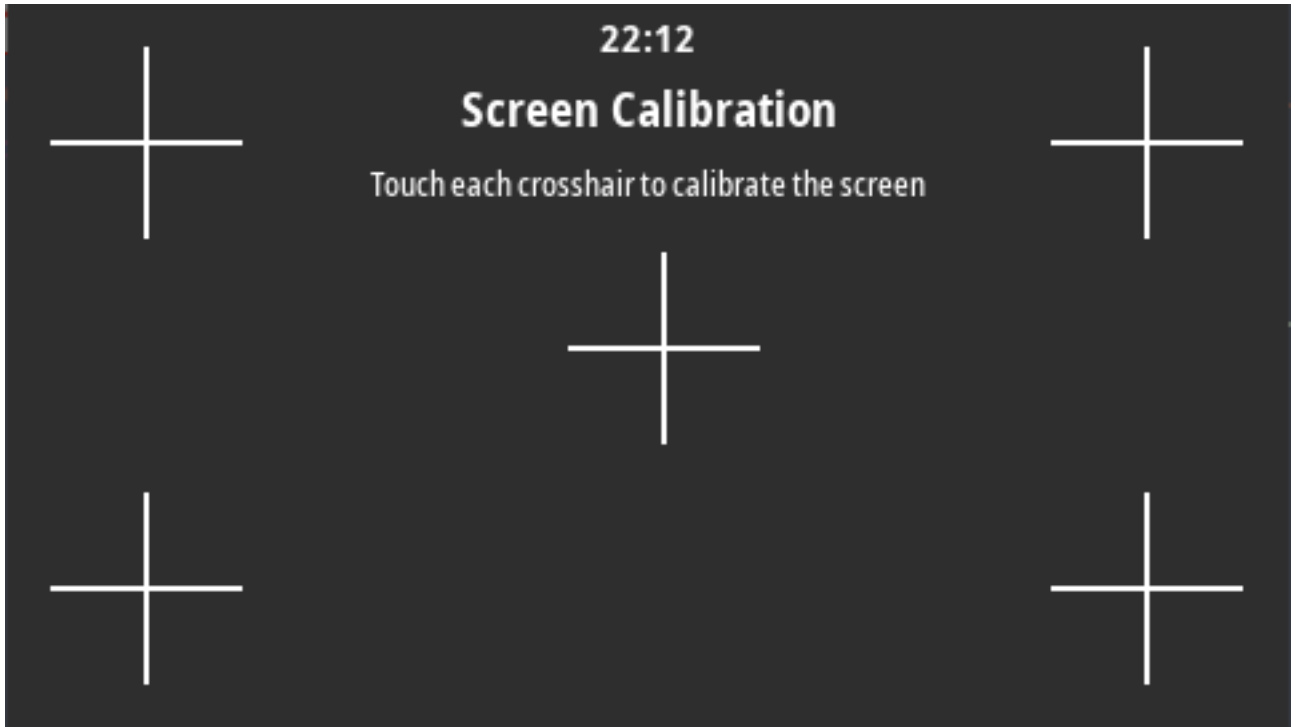 22:12
Screen Calibration
Touch each crosshair to calibrate the screen